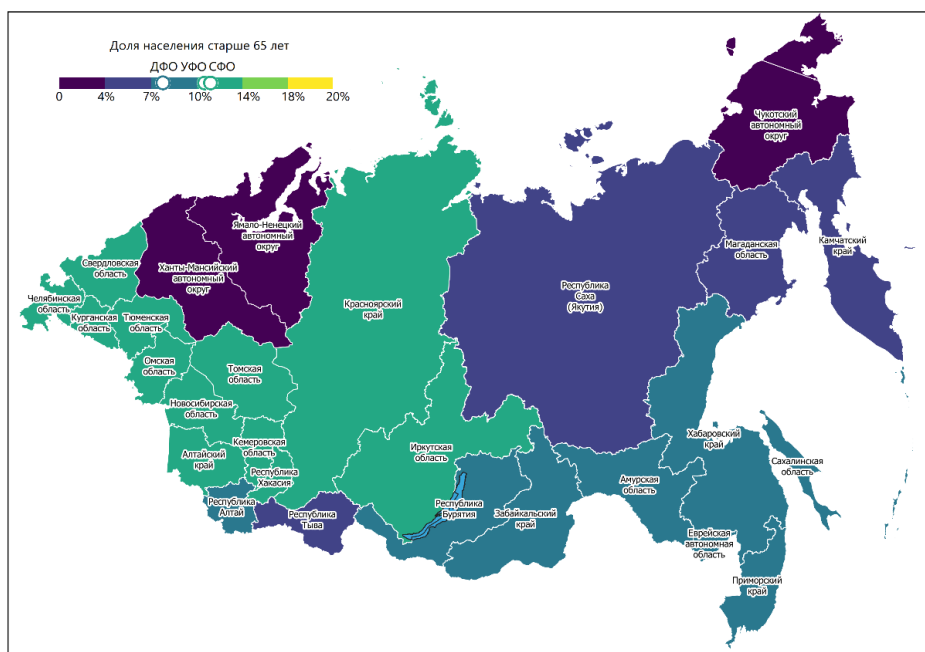 Доля населения старше 65 лет
ДФО УФО СФО
0 4% 7% 10% 14% 18% 20%
Чукотский
автономный
округ
Ямало-Ненецкий
автономный
округ
Магаданская
область
Камчатский
край
Свердловская
область
Ханты-Мансийский
автономный
округ
Республика
Саха
(Якутия)
Челябинская
область
Красноярский
край
Курганская
область
Тюменская
область
Омская
область
Томская
область
Новосибирская
область
Кемеровская
область
Иркутская
область
Хабаровский
край
Алтайский
край
Сахалинская
область
Республика
Хакасия
Амурская
область
Республика
Алтай
Республика
Бурятия
Забайкальский
край
Республика
Тыва
Еврейская
автономная
область
Приморский
край